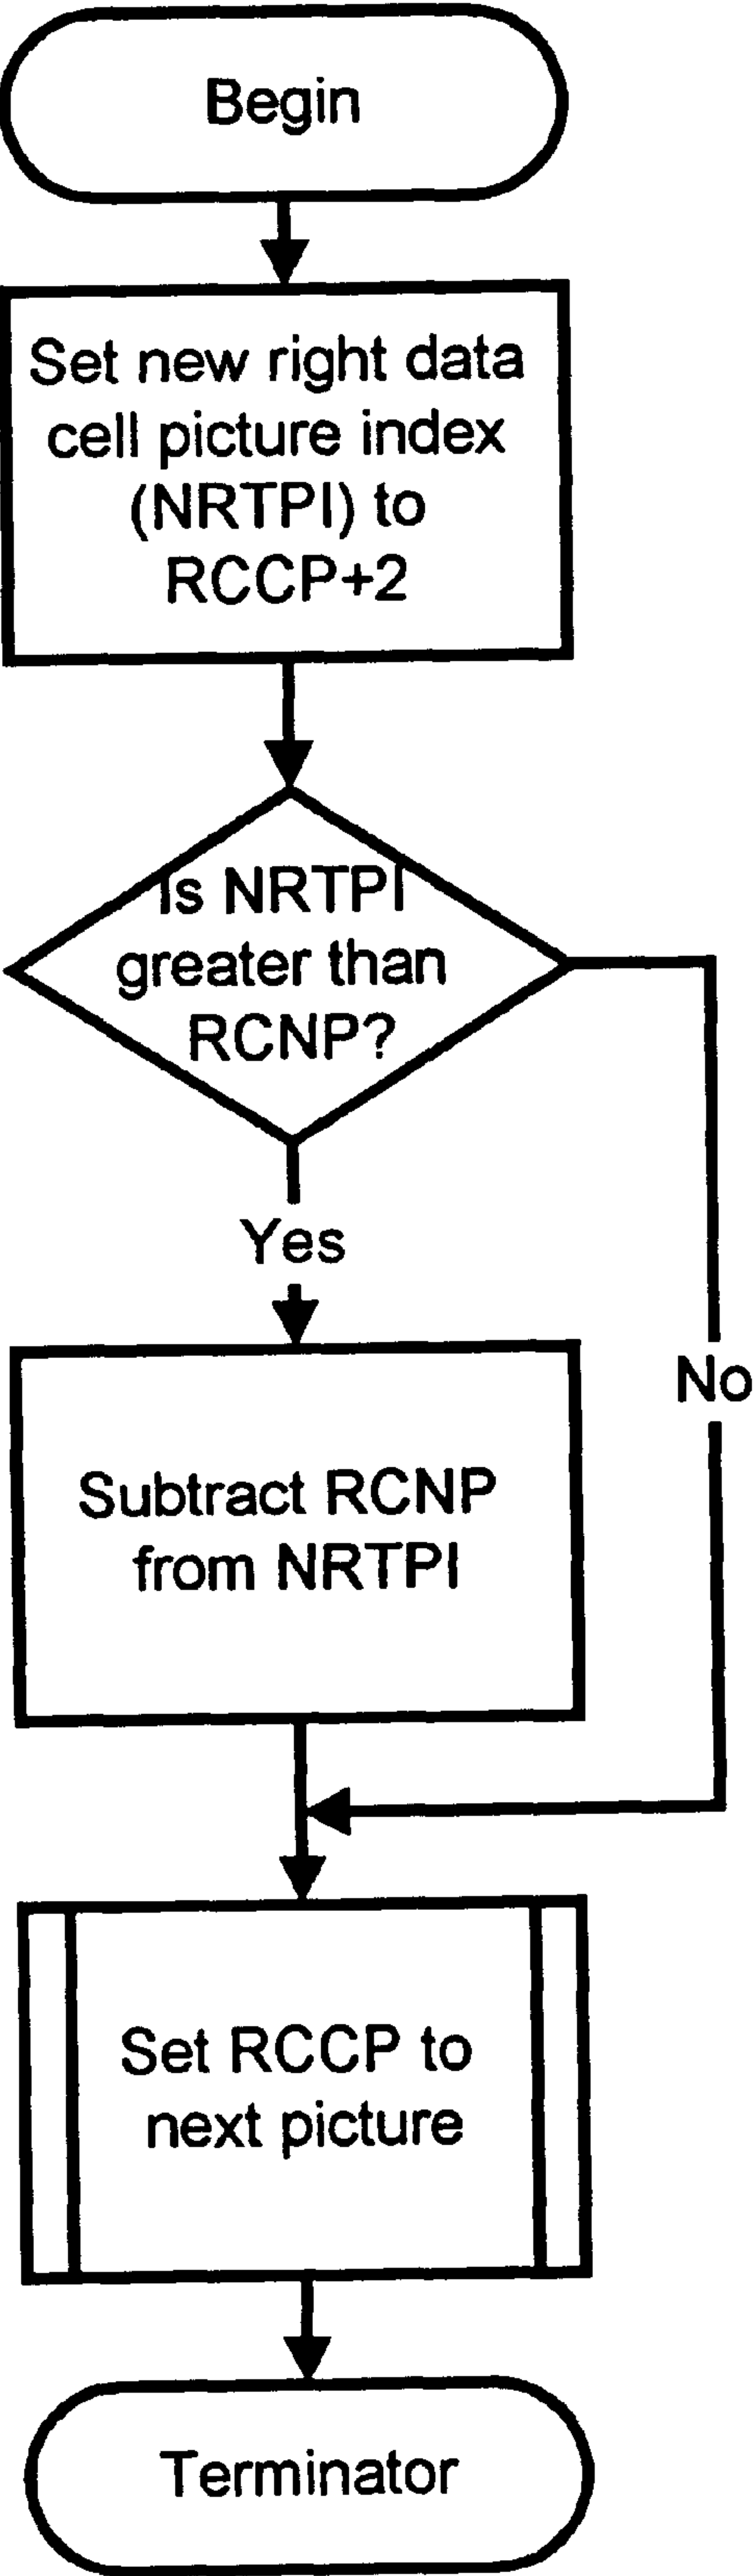 Begin
Set new right data
cell picture index
(NRTPI) to
RCCP+2
Is NRTPI
greater than
RCNP?
Yes
No
Subtract RCNP
from NRTPI
Set RCCP to
next picture
Terminator